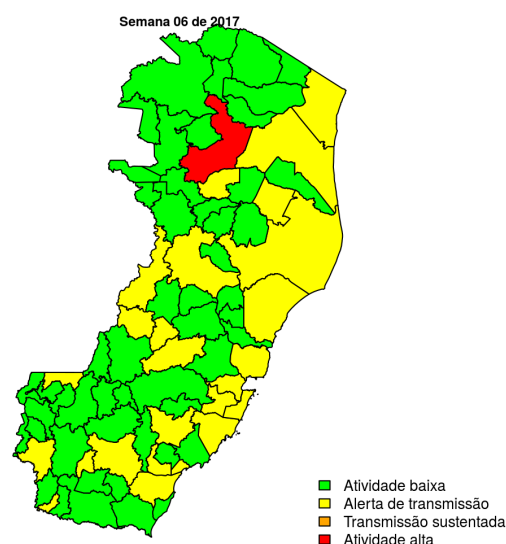 Semana 06 de 2017
Atividade baixa
Alerta de transmissão
Transmissão sustentada
Atividade alta